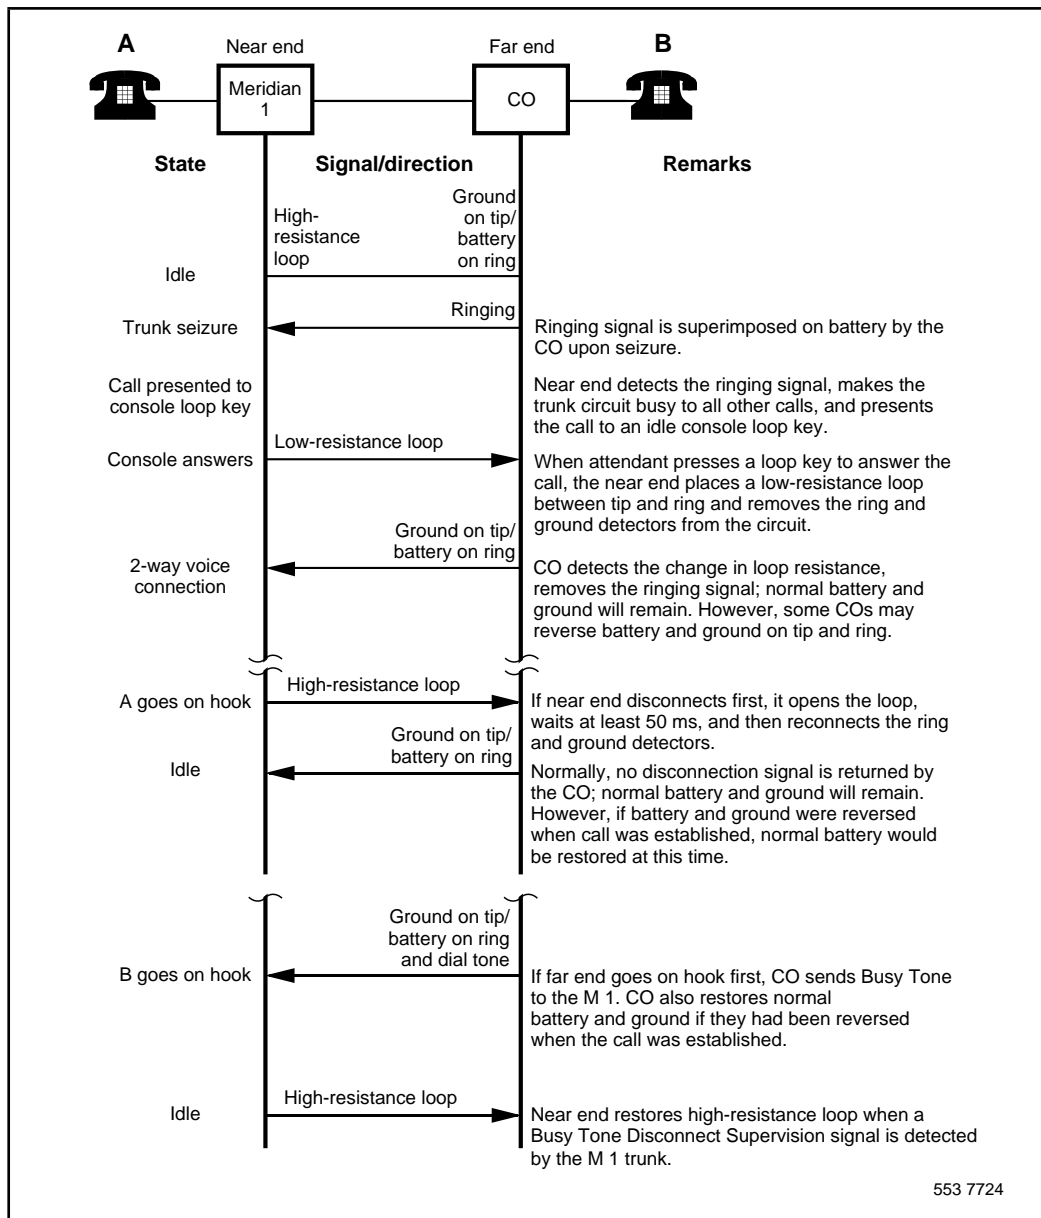 A
Near end
Far end
B
Meridian
1
CO
State
Signal/direction
Remarks
High-
resistance
loop
Ground
on tip/
battery
on ring
Idle
Ringing
Trunk seizure
Ringing signal is superimposed on battery by the
CO upon seizure.
Call presented to
console loop key
Near end detects the ringing signal, makes the
trunk circuit busy to all other calls, and presents
the call to an idle console loop key.
Low-resistance loop
Console answers
When attendant presses a loop key to answer the
call, the near end places a low-resistance loop
between tip and ring and removes the ring and
ground detectors from the circuit.
Ground on tip/
battery on ring
2-way voice
connection
CO detects the change in loop resistance,
removes the ringing signal; normal battery and
ground will remain. However, some COs may
reverse battery and ground on tip and ring.
High-resistance loop
A goes on hook
If near end disconnects first, it opens the loop,
waits at least 50 ms, and then reconnects the ring
and ground detectors.
Ground on tip/
battery on ring
Idle
Normally, no disconnection signal is returned by
the CO; normal battery and ground will remain.
However, if battery and ground were reversed
when call was established, normal battery would
be restored at this time.
Ground on tip/
battery on ring
and dial tone
B goes on hook
If far end goes on hook first, CO sends Busy Tone
to the M 1. CO also restores normal
battery and ground if they had been reversed
when the call was established.
High-resistance loop
Idle
Near end restores high-resistance loop when a
Busy Tone Disconnect Supervision signal is detected
by the M 1 trunk.
553 7724